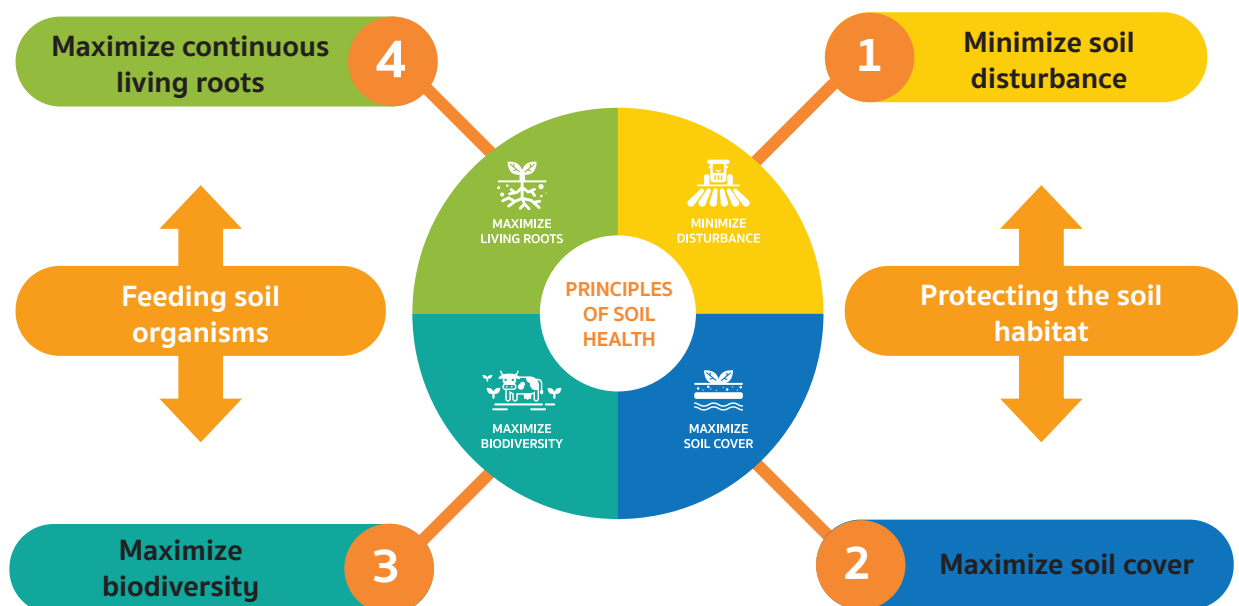 Maximize continuous
living roots
4
1
Minimize soil
disturbance
MAXIMIZE
LIVING ROOTS
MINIMIZE
DISTURBANCE
Feeding soil
organisms
PRINCIPLES
OF SOIL
HEALTH
Protecting the soil
habitat
MAXIMIZE
BIODIVERSITY
MAXIMIZE
SOIL COVER
Maximize
biodiversity
3
2
Maximize soil cover